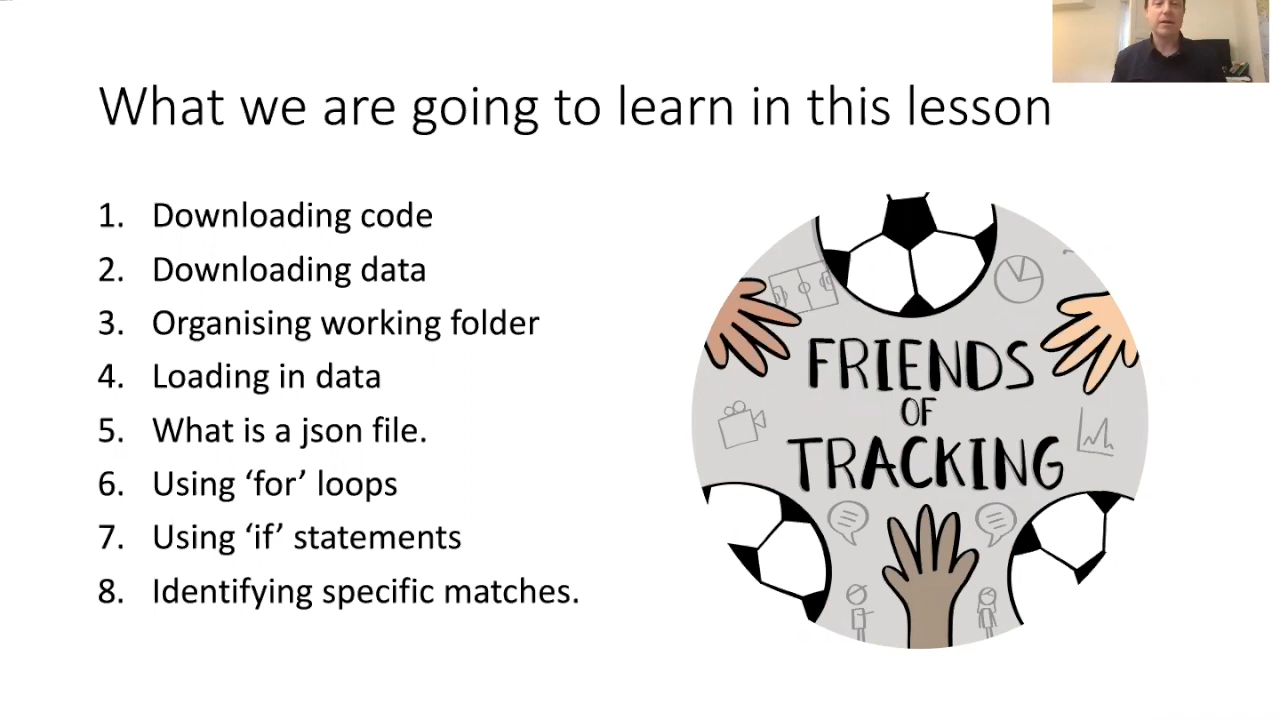 What we are going to learn in this lesson
1. Downloading code
2. Downloading data
3. Organising working folder
4. Loading in data
5. What is a json file.
6. Using ‘for’ loops
7. Using ‘if’ statements
8. Identifying specific matches.
FRIENDS
OF
TRACKING